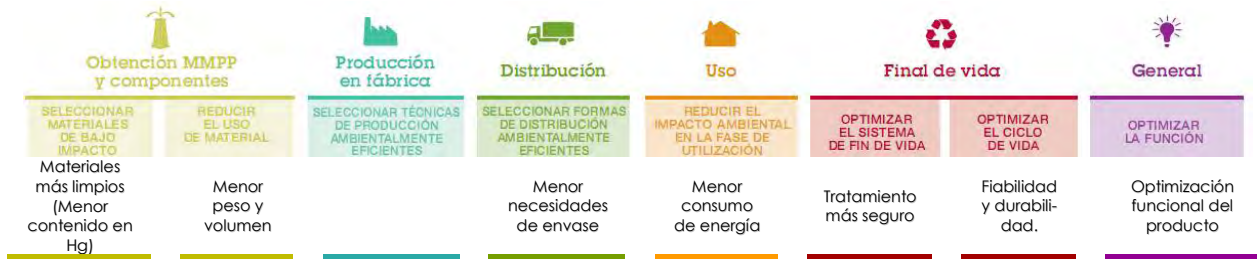 Obtención MMPP
y componentes
Producción
en fábrica
Distribución
Uso
Final de vida
General
SELECCIONAR
MATERIALES
DE BAJO
IMPACTO
REDUCIR
EL USO
DE MATERIAL
SELECCIONAR TÉCNICAS
DE PRODUCCIÓN
AMBIENTALMENTE
EFICIENTES
SELECCIONAR FORMAS
DE DISTRIBUCIÓN
AMBIENTALMENTE
EFICIENTES
REDUCIR EL
IMPACTO AMBIENTAL
EN LA FASE DE
UTILIZACIÓN
OPTIMIZAR
EL SISTEMA
DE FIN DE VIDA
OPTIMIZAR
EL CICLO
DE VIDA
OPTIMIZAR
LA FUNCIÓN
Materiales
más limpios
(Menor
contenido en
Hg)
Menor
peso y
volumen
Menor
necesidades
de envase
Menor
consumo
de energía
Tratamiento
más seguro
Fiabilidad
y durabili-
dad.
Optimización
funcional del
producto